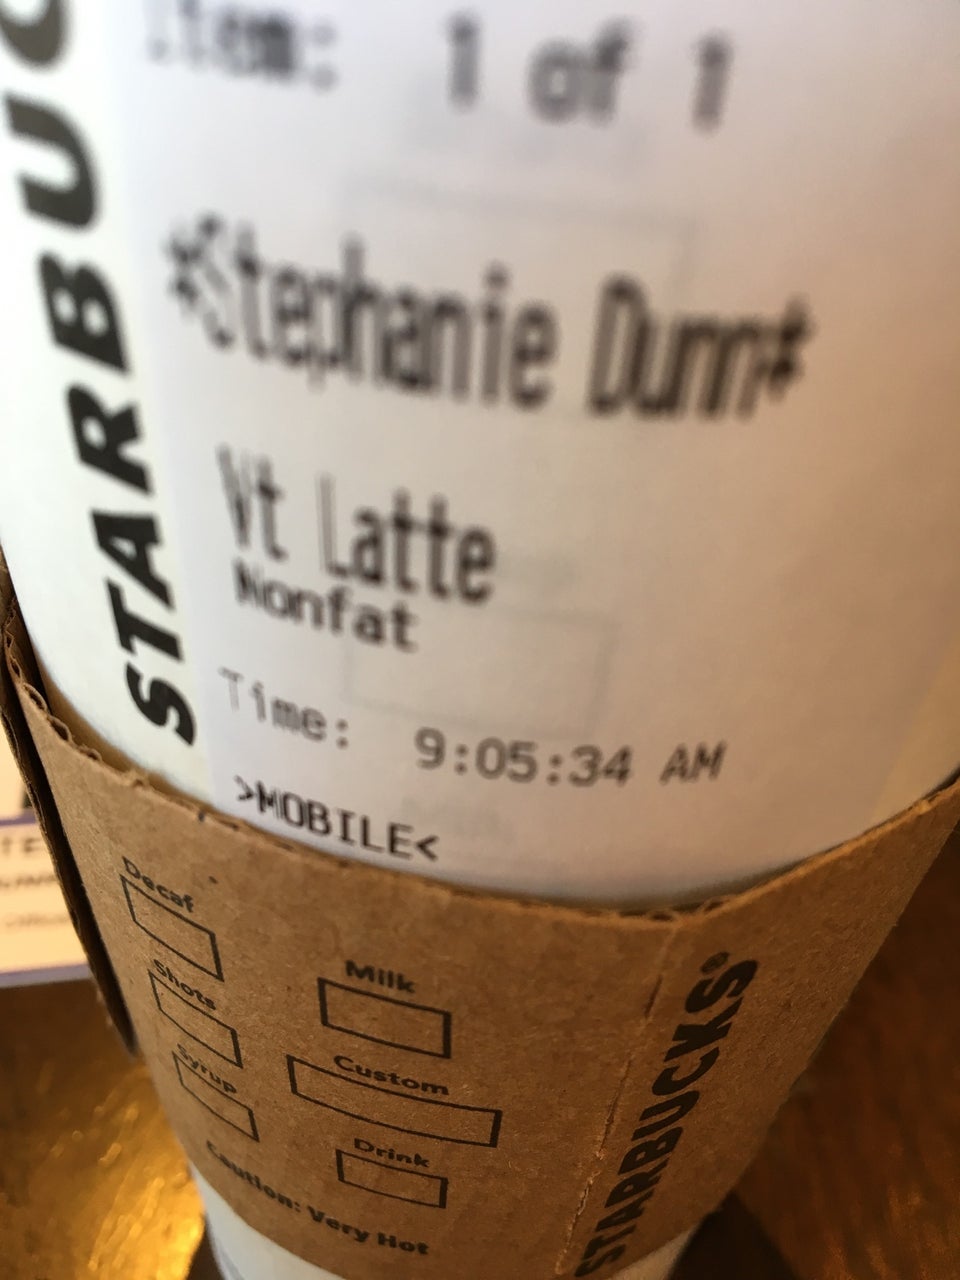 STARBUC
Item: 1 of 1
*Stephanie Dunn*
Vt Latte
Nonfat
Time: 9:05:34 AM
>MOBILE<
Decaf
Shots
Syrup
Milk
Custom
Drink
Caution: Very Hot
STARBUCKS®